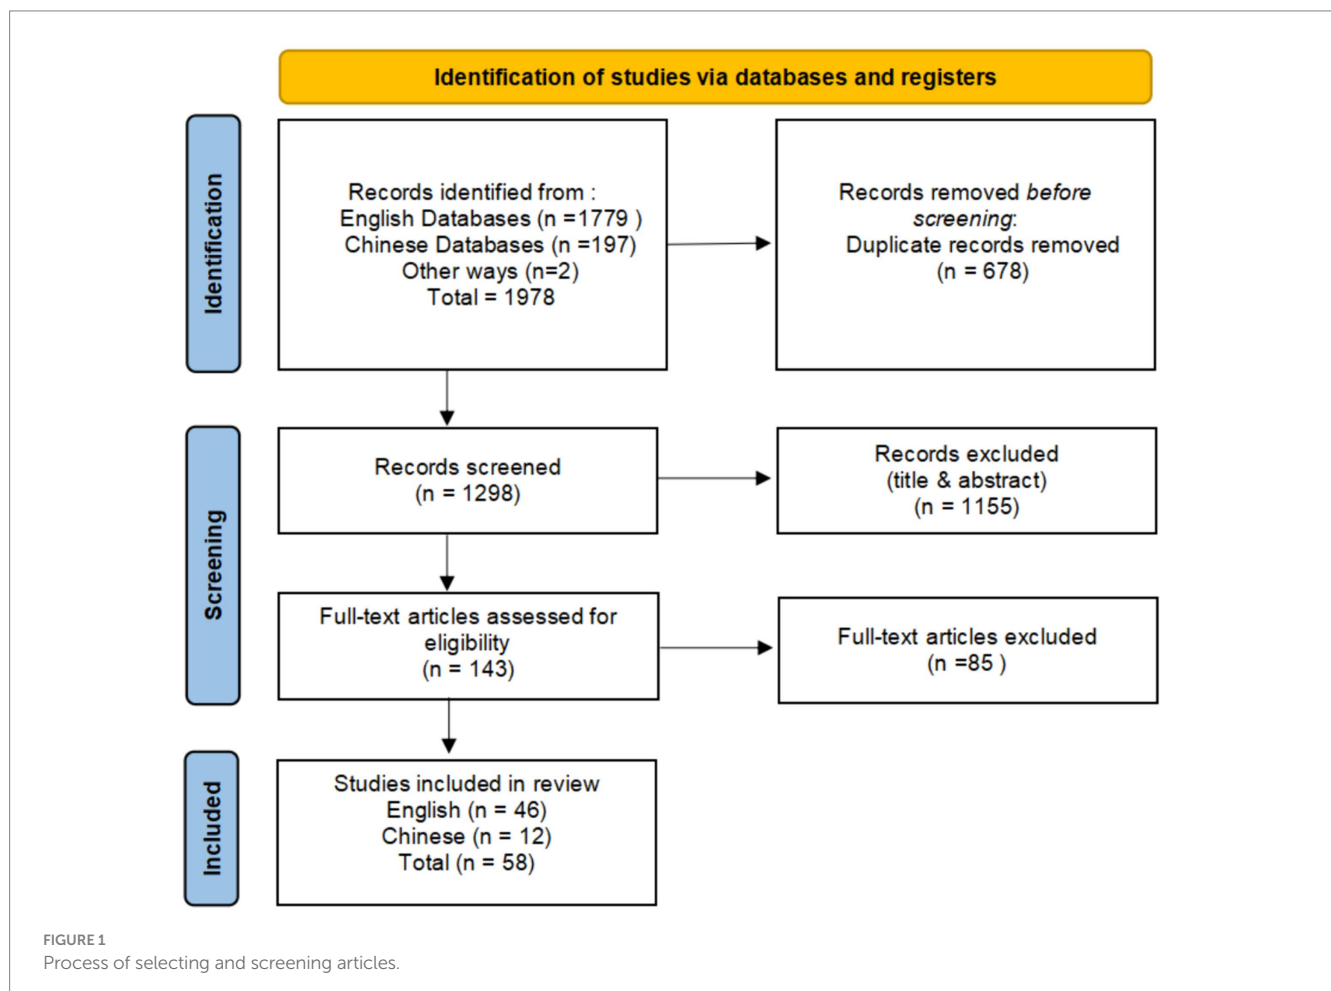 Identification of studies via databases and registers
Identification
Records identified from :
English Databases (n =1779 )
Chinese Databases (n =197)
Other ways (n=2)
Total = 1978
Records removed before
screening:
Duplicate records removed
(n = 678)
Screening
Records screened
(n = 1298)
Records excluded
(title & abstract)
(n = 1155)
Full-text articles assessed for
eligibility
(n = 143)
Full-text articles excluded
(n =85 )
Included
Studies included in review
English (n = 46)
Chinese (n = 12)
Total (n = 58)
FIGURE 1
Process of selecting and screening articles.